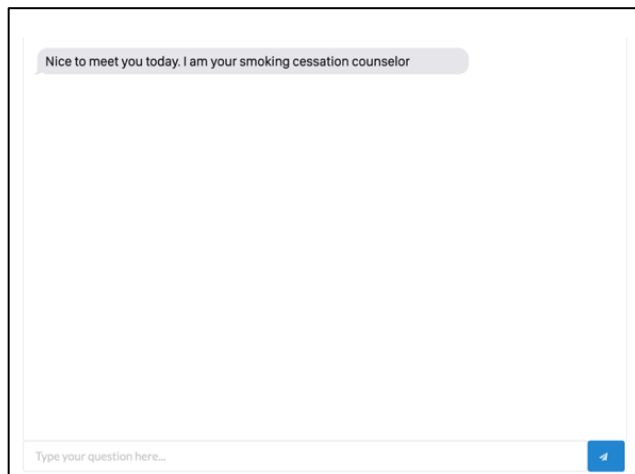 Nice to meet you today. I am your smoking cessation counselor
Type your question here...